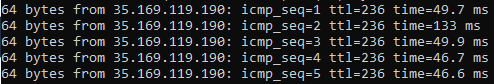 64 bytes from 35.169.119.190: icmp_seq=1 ttl=236 time=49.7 ms
64 bytes from 35.169.119.190: icmp_seq=2 ttl=236 time=133 ms
64 bytes from 35.169.119.190: icmp_seq=3 ttl=236 time=49.9 ms
64 bytes from 35.169.119.190: icmp_seq=4 ttl=236 time=46.7 ms
64 bytes from 35.169.119.190: icmp_seq=5 ttl=236 time=46.6 ms